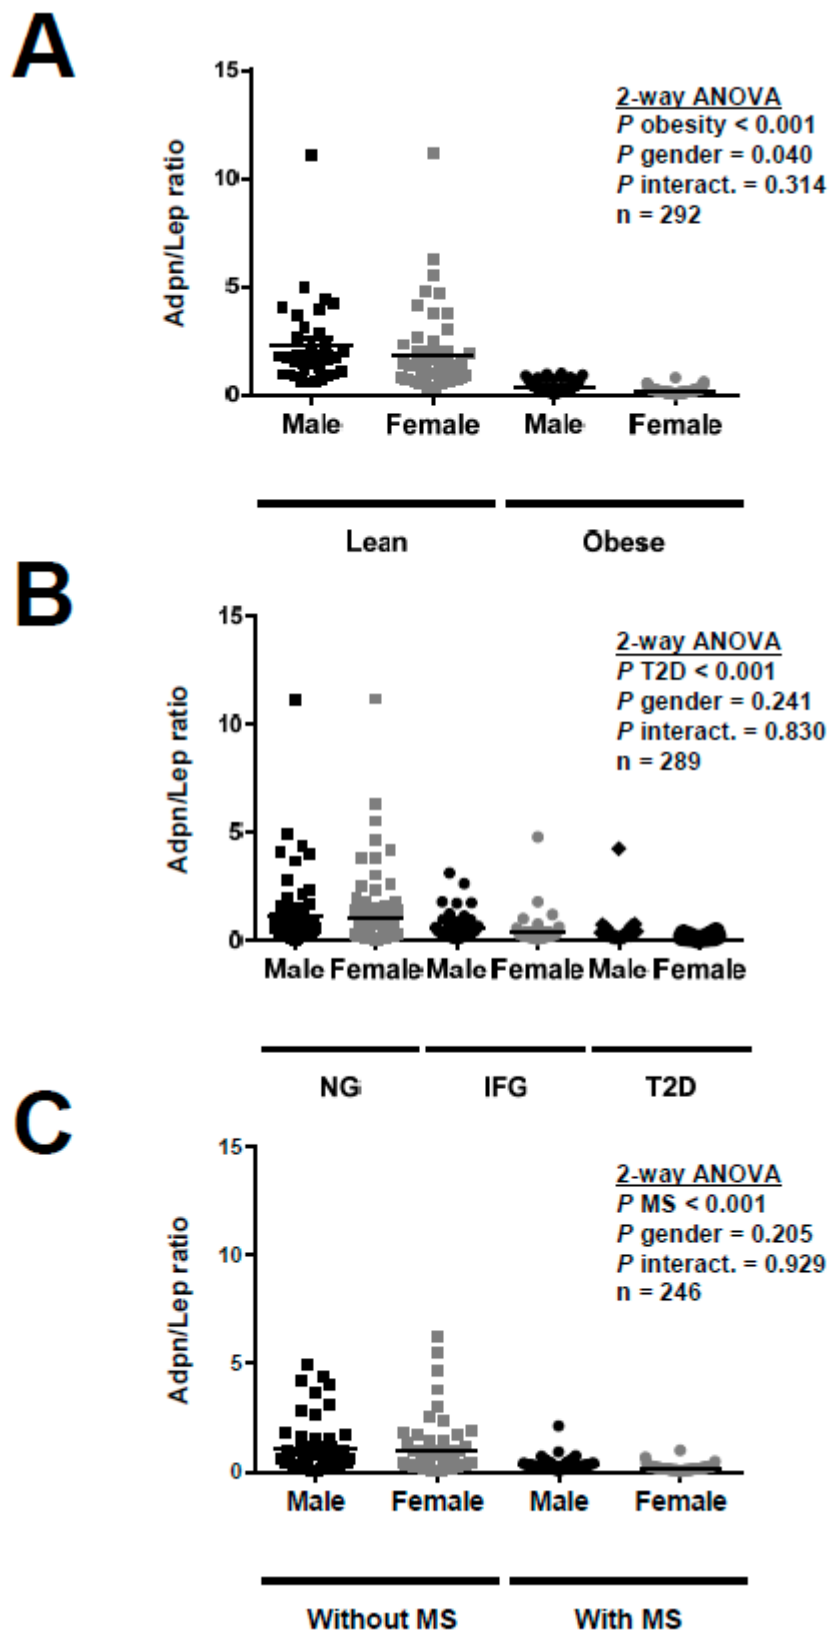 A
15
10
5
0
Adpn/Lep ratio
2-way ANOVA
P obesity < 0.001
P gender = 0.040
P interact. = 0.314
n = 292
Male Female Male Female
Lean Obese
B
15
10
5
0
Adpn/Lep ratio
2-way ANOVA
P T2D < 0.001
P gender = 0.241
P interact. = 0.830
n = 289
Male Female Male Female Male Female
NG IFG T2D
C
15
10
5
0
Adpn/Lep ratio
2-way ANOVA
P MS < 0.001
P gender = 0.205
P interact. = 0.929
n = 246
Male Female Male Female
Without MS With MS